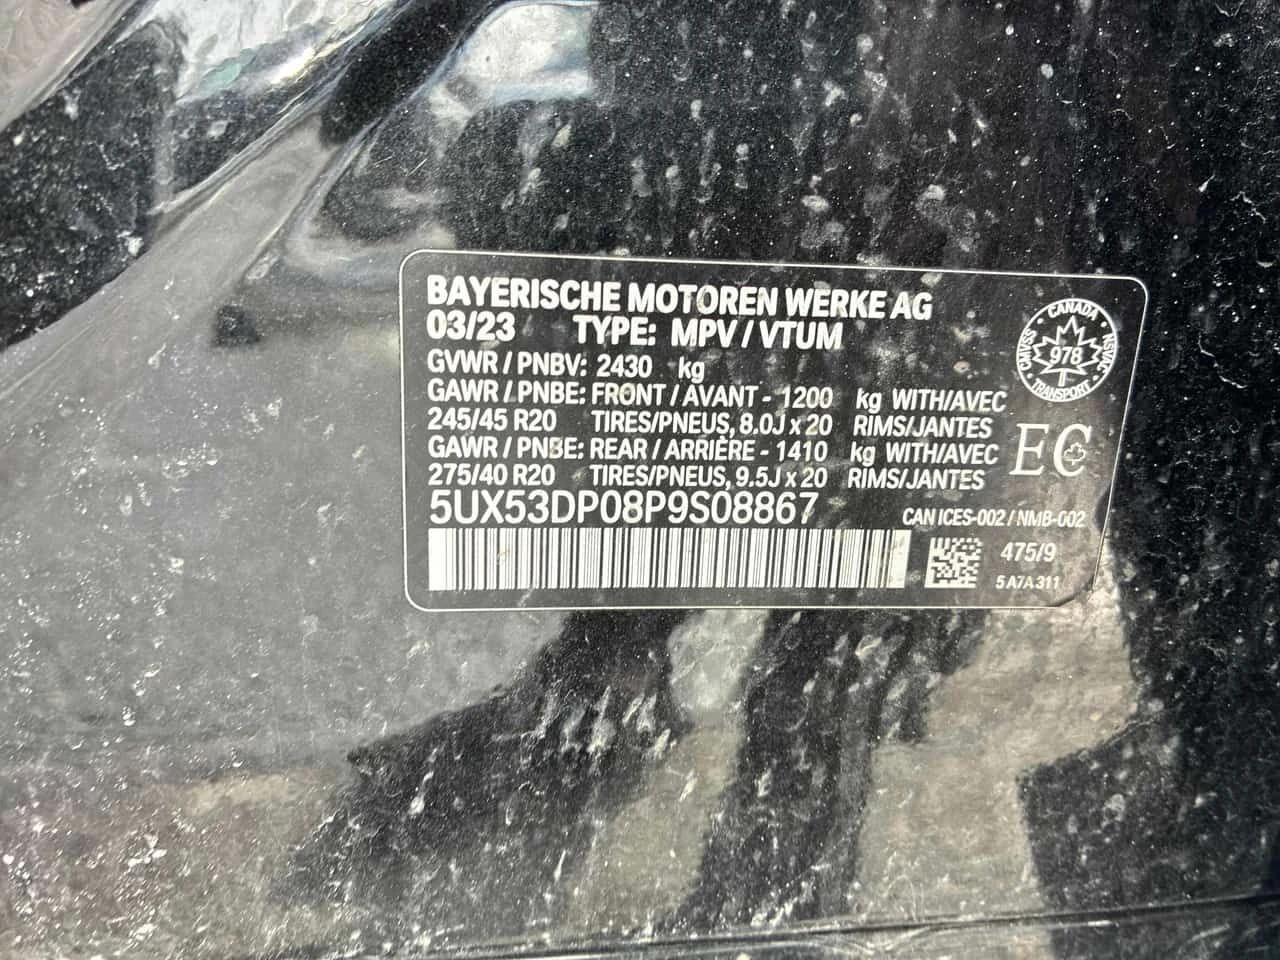 BAYERISCHE MOTOREN WERKE AG
03/23 TYPE: MPV / VTUM
GVWR / PNBV: 2430 kg
GAWR / PNBE: FRONT / AVANT - 1200 kg WITH/AVEC
245/45 R20 TIRES/PNEUS, 8.0J x 20 RIMS/JANTES
GAWR / PNBE: REAR / ARRIÈRE - 1410 kg WITH/AVEC
275/40 R20 TIRES/PNEUS, 9.5J x 20 RIMS/JANTES
5UX53DP08P9S08867
CANADA
CMVSS
978
NSVAC
TRANSPORT
EC
CAN ICES-002 / NMB-002
475/9
5A7A311